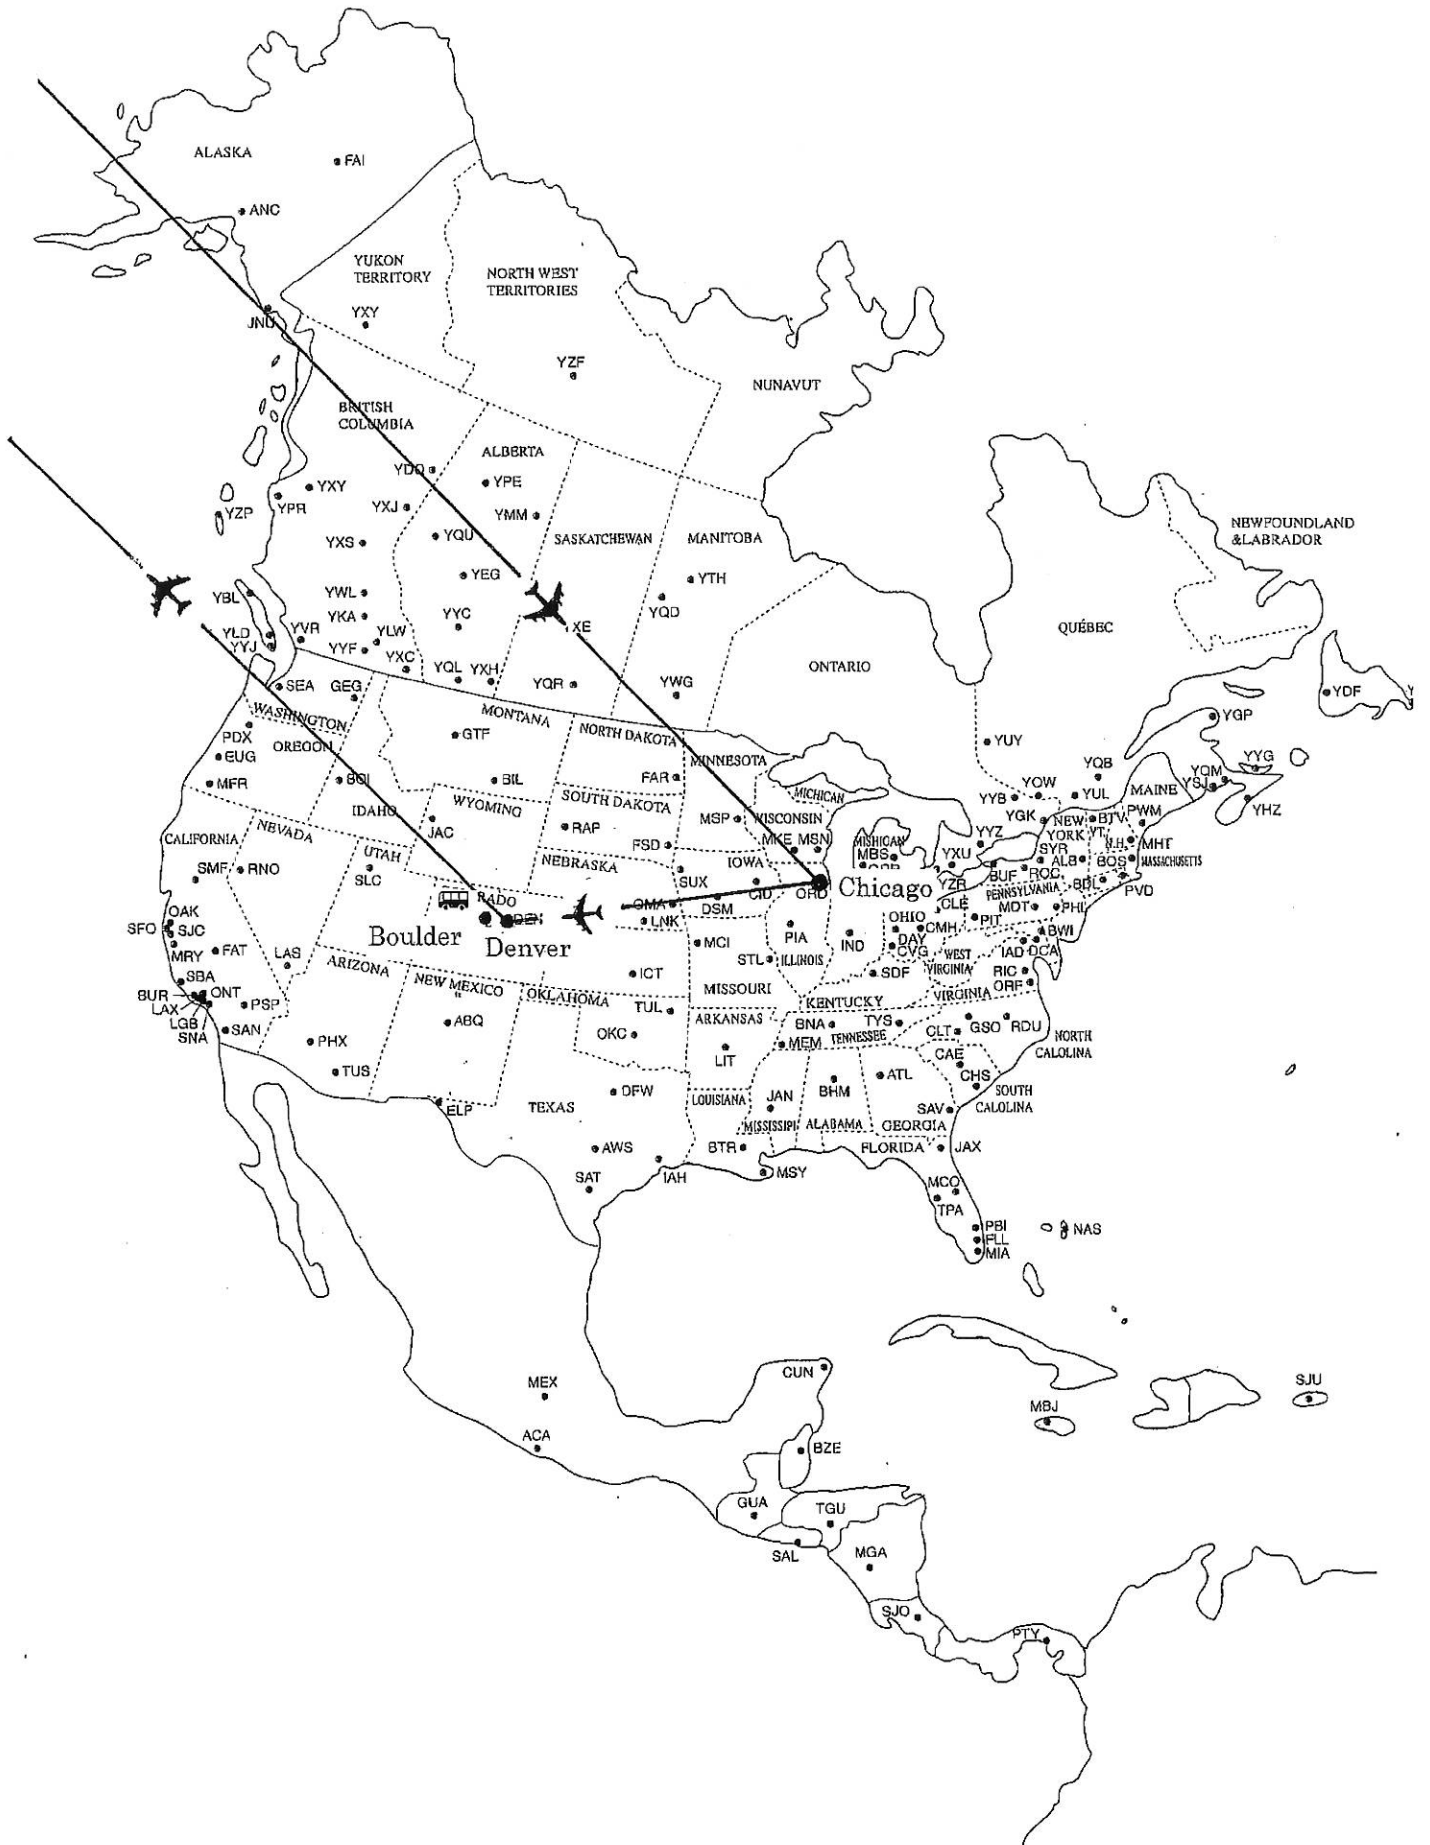 ALASKA
FAI
ANC
YUKON
TERRITORY
NORTH WEST
TERRITORIES
JNU
YXY
YZF
NUNAVUT
BRITISH
COLUMBIA
ALBERTA
YDQ
YPE
YXY
YPR
YZP
YXJ
YMM
NEWFOUNDLAND
&LABRADOR
YXS
YQU
SASKATCHEWAN
MANITOBA
YEG
YTH
YBL
YWL
YQD
YKA
YYC
XE
QUÉBEC
YLD
YVR
YLW
YYJ
YYF
YXC
YQL
YXH
ONTARIO
SEA
GEG
YQR
YWG
YDF
Y
WASHINGTON
MONTANA
YGP
PDX
OREGON
GTF
NORTH DAKOTA
YUY
EUG
MINNESOTA
YQB
YYG
MFR
BOI
BIL
FAR
YQM
YSJ
IDAHO
WYOMING
SOUTH DAKOTA
MICHICAN
YYB
YOW
YUL
MAINE
YHZ
CALIFORNIA
NEVADA
JAC
RAP
MSP
WISCONSIN
YGK
NEW
YORK
BTV
VT.
PWM
UTAH
FSD
MKE
MSN
MISHIGAN
MBS
YYZ
SYR
N.H.
MHT
SMF
RNO
SLC
NEBRASKA
IOWA
YXU
ALB
BOS
MASSACHUSETTS
SUX
CID
ORD
Chicago
YZR
BUF
ROC
BDL
PVD
RADO
OMA
DSM
CLE
PENNSYLVANIA
OAK
SFO
SJC
Boulder
DEN
Denver
LNK
PIA
OHIO
CMH
PIT
MDT
PHL
MRY
FAT
LAS
MCI
IND
DAY
CVG
WEST
VIRGINIA
IAD
DCA
BWI
SBA
ARIZONA
NEW MEXICO
ICT
STL
ILLINOIS
SDF
RIC
ORF
BUR
ONT
LAX
PSP
OKLAHOMA
MISSOURI
KENTUCKY
VIRGINIA
LGB
SNA
SAN
ABQ
TUL
ARKANSAS
BNA
TYS
GSO
RDU
PHX
OKC
MEM
TENNESSEE
CLT
NORTH
CALOLINA
LIT
CAE
TUS
DFW
JAN
BHM
ATL
CHS
ELP
TEXAS
LOUISIANA
SAV
SOUTH
CALOLINA
MISSISSIPI
ALABAMA
GEORGIA
AWS
BTR
FLORIDA
JAX
SAT
IAH
MSY
MCO
TPA
PBI
FLL
MIA
NAS
CUN
MEX
SJU
MBJ
ACA
BZE
GUA
TGU
SAL
MGA
SJO
PTY